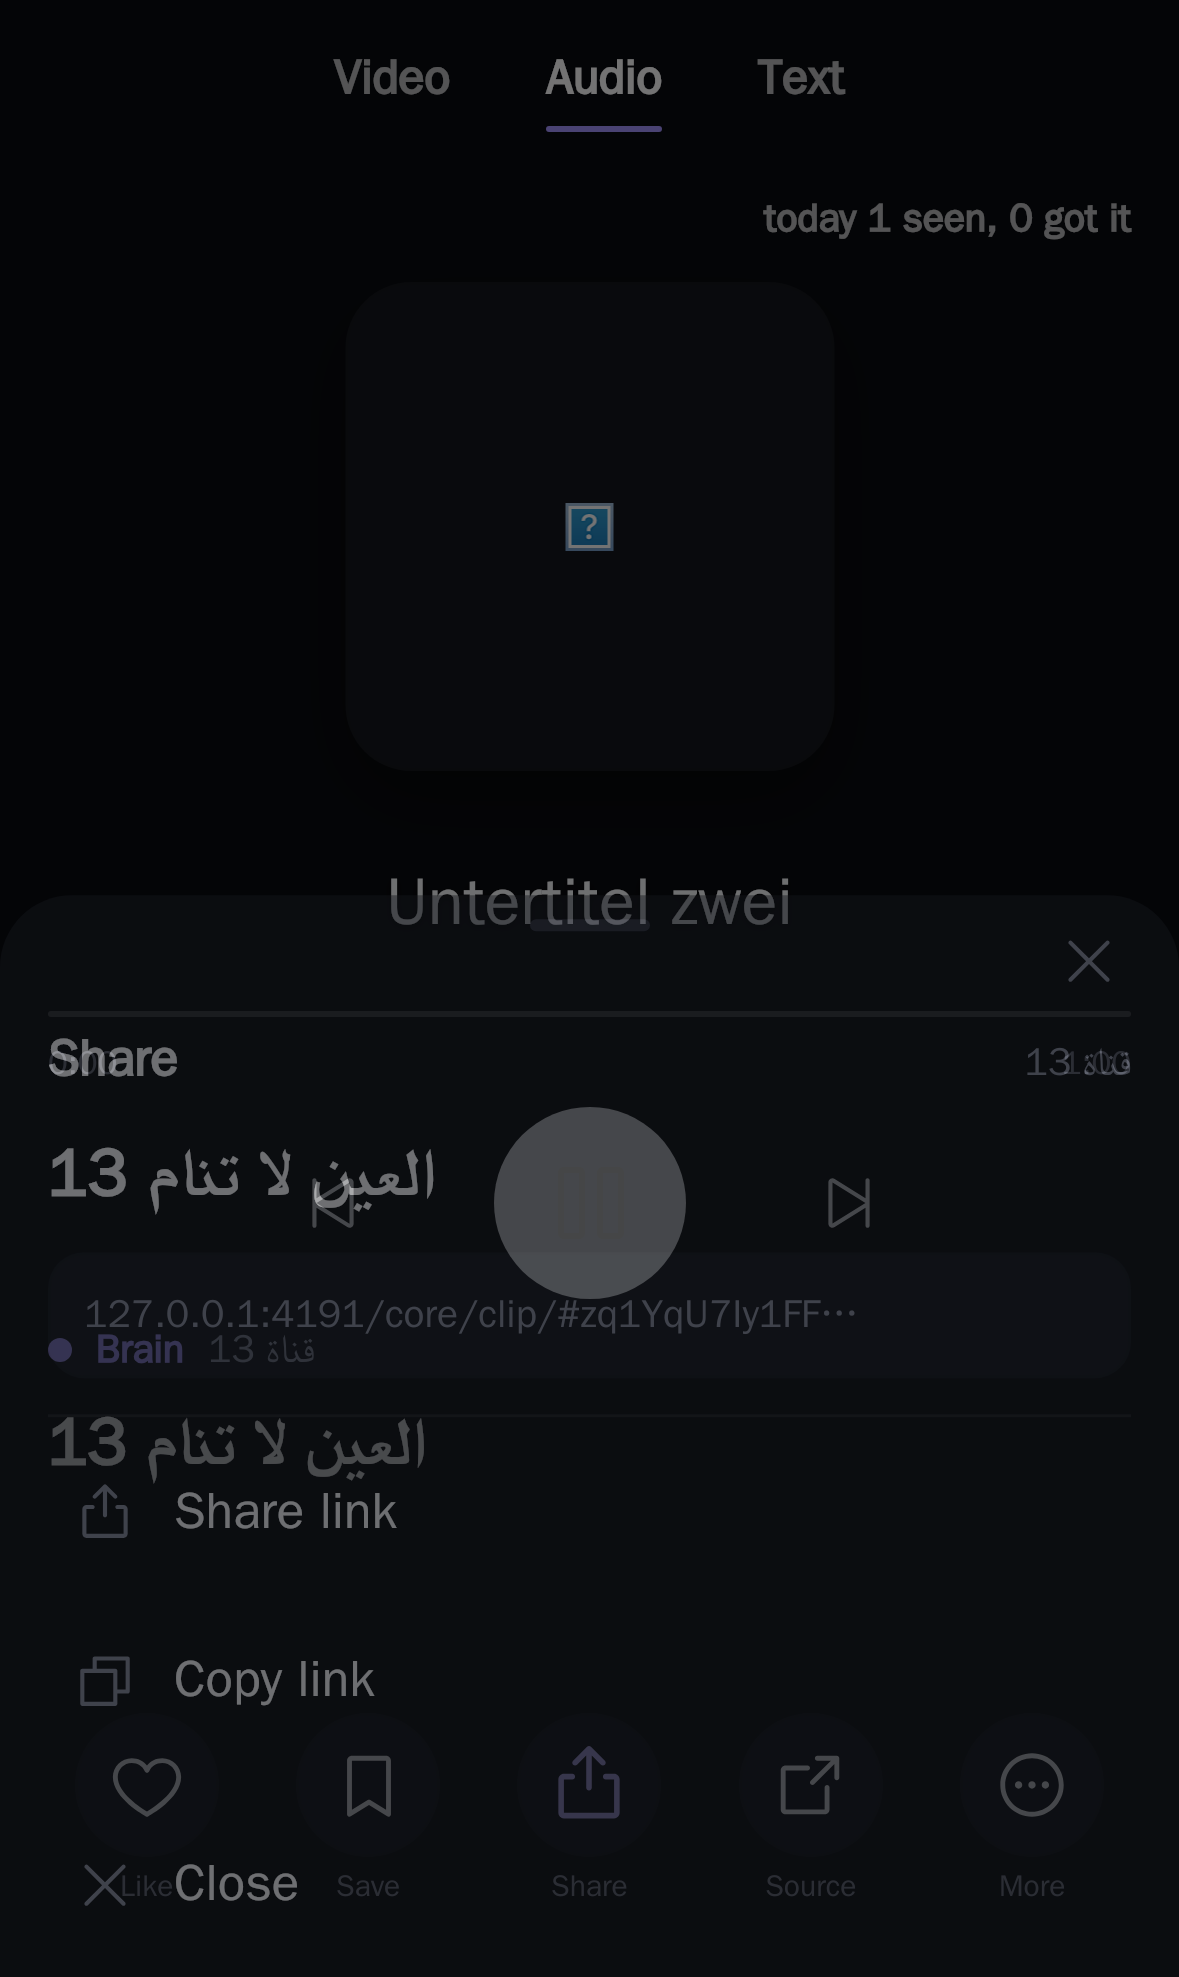 Video Audio Text
today 1 seen, 0 got it
?
Untertitel zwei
Share
قناة 13
العين لا تنام 13
127.0.0.1:4191/core/clip/#zq1YqU7ly1FF…
Brain قناة 13
العين لا تنام 13
Share link
Copy link
Close
Like Save Share Source More